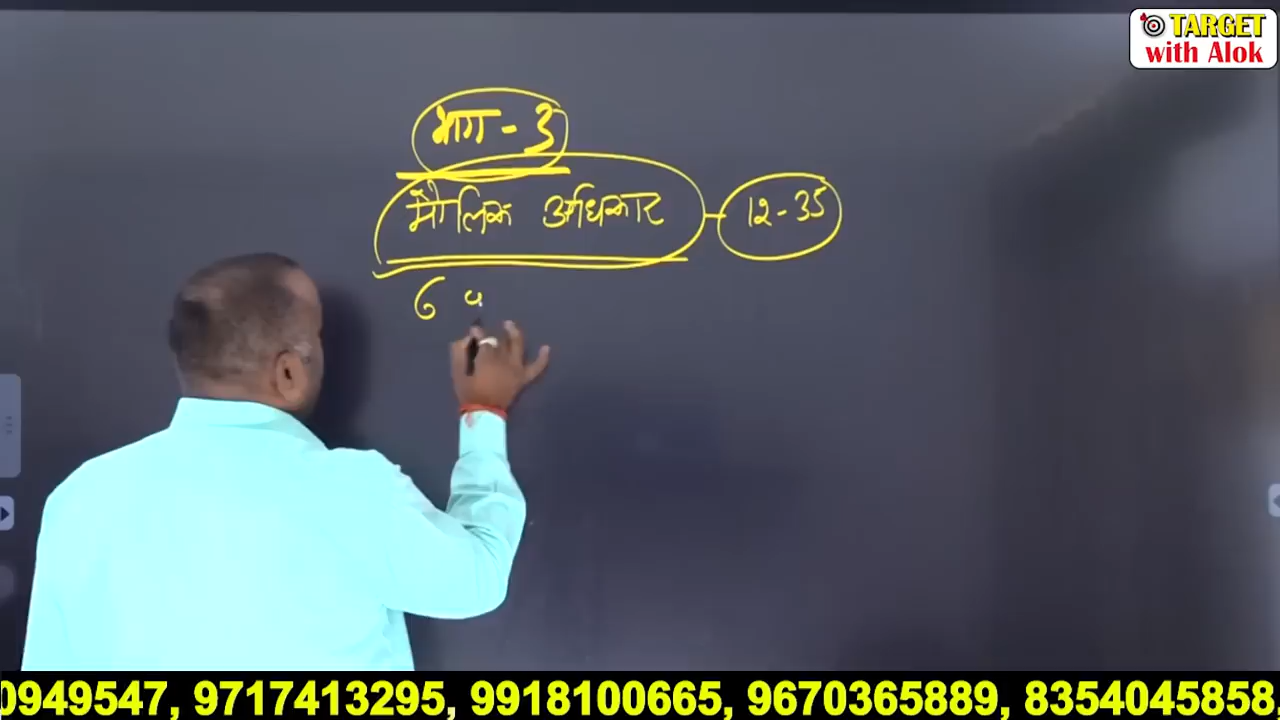 TARGET
with Alok
भाग - 3
मौलिक अधिकार - 12 - 35
6
0949547, 9717413295, 9918100665, 9670365889, 8354045858,